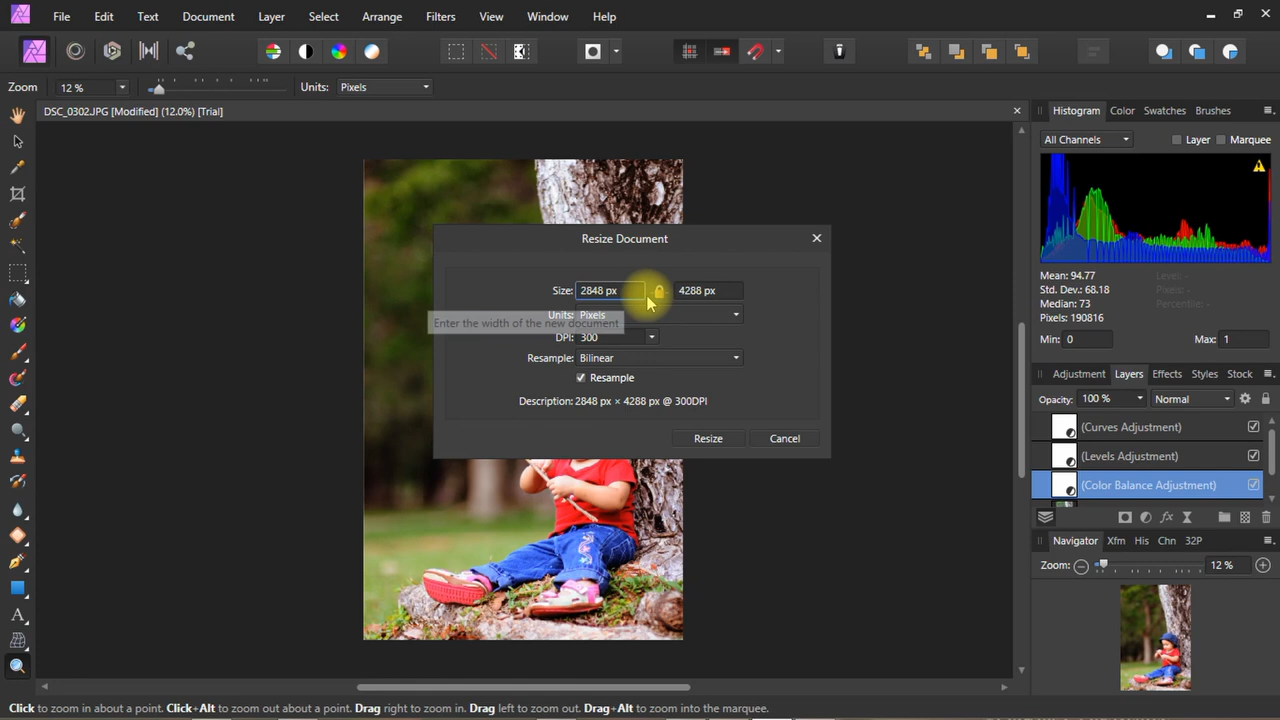 File Edit Text Document Layer Select Arrange Filters View Window Help
Zoom 12 % Units: Pixels
DSC_0302.JPG [Modified] (12.0%) [Trial]
Histogram Color Swatches Brushes
All Channels Layer Marquee
Mean: 94.77 Level: -
Std. Dev.: 68.18 Count: -
Median: 73 Percentile: -
Pixels: 190816
Min: 0 Max: 1
Adjustment Layers Effects Styles Stock
Opacity: 100 % Normal
(Curves Adjustment)
(Levels Adjustment)
(Color Balance Adjustment)
Navigator Xfm His Chn 32P
Zoom: 12 %
Resize Document
Size: 2848 px 4288 px
Units: Pixels
Enter the width of the new document
DPI: 300
Resample: Bilinear
Resample
Description: 2848 px × 4288 px @ 300DPI
Resize Cancel
Click to zoom in about a point. Click+Alt to zoom out about a point. Drag right to zoom in. Drag left to zoom out. Drag+Alt to zoom into the marquee.